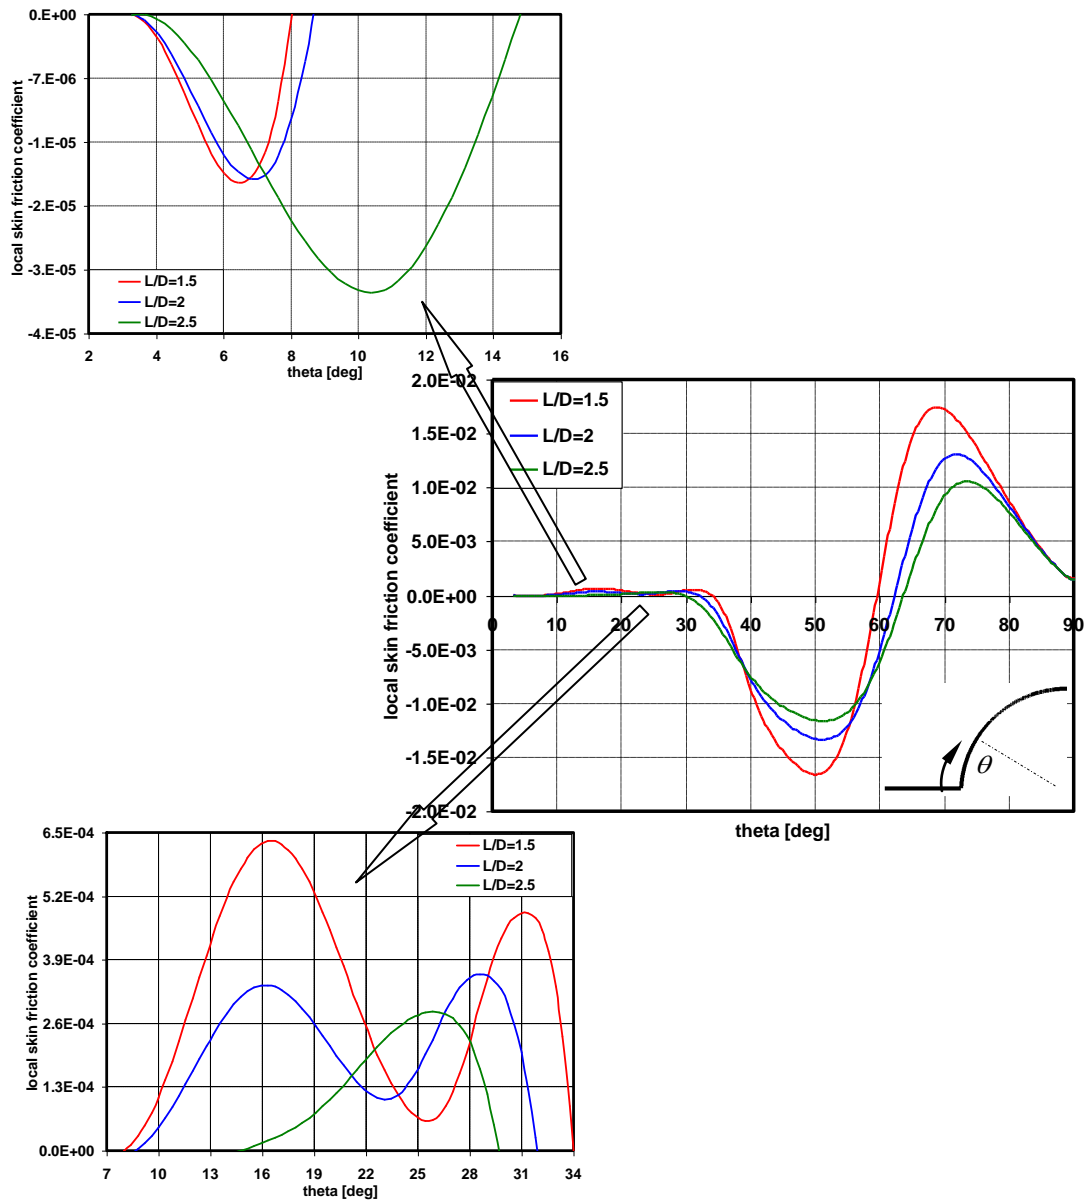 0.E+00
-7.E-06
-1.E-05
-2.E-05
-3.E-05
-4.E-05
local skin friction coefficient
L/D=1.5
L/D=2
L/D=2.5
2 4 6 8 10 12 14 16
theta [deg]
2.0E-02
1.5E-02
1.0E-02
5.0E-03
0.0E+00
-5.0E-03
-1.0E-02
-1.5E-02
-2.0E-02
local skin friction coefficient
L/D=1.5
L/D=2
L/D=2.5
0 10 20 30 40 50 60 70 80 90
θ
theta [deg]
6.5E-04
5.2E-04
3.9E-04
2.6E-04
1.3E-04
0.0E+00
local skin friction coefficient
L/D=1.5
L/D=2
L/D=2.5
7 10 13 16 19 22 25 28 31 34
theta [deg]